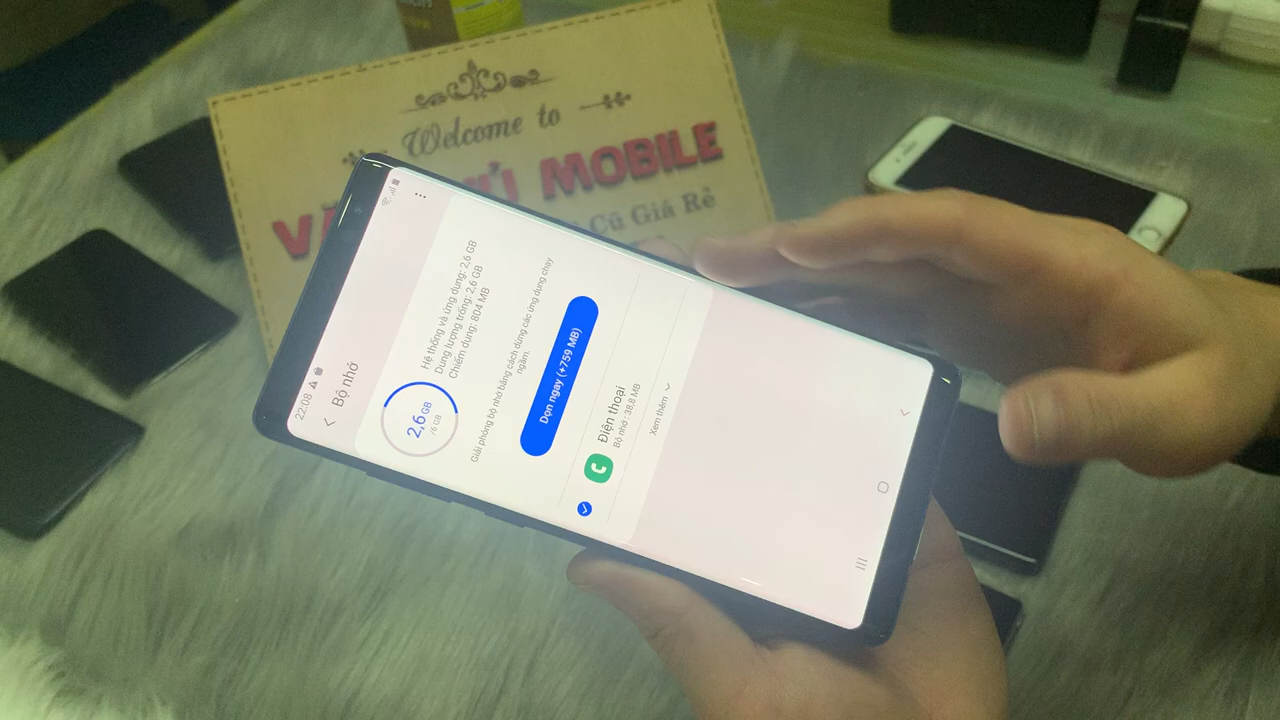 Welcome to
MOBILE
Cũ Giá Rẻ
22:08
Bộ nhớ
2,6 GB
/6 GB
Hệ thống và ứng dụng: 2,6 GB
Dung lượng trống: 2,6 GB
Chiếm dụng: 804 MB
Giải phóng bộ nhớ bằng cách dừng các ứng dụng chạy
ngầm.
Dọn ngay (+759 MB)
Điện thoại
Bộ nhớ : 38,8 MB
Xem thêm